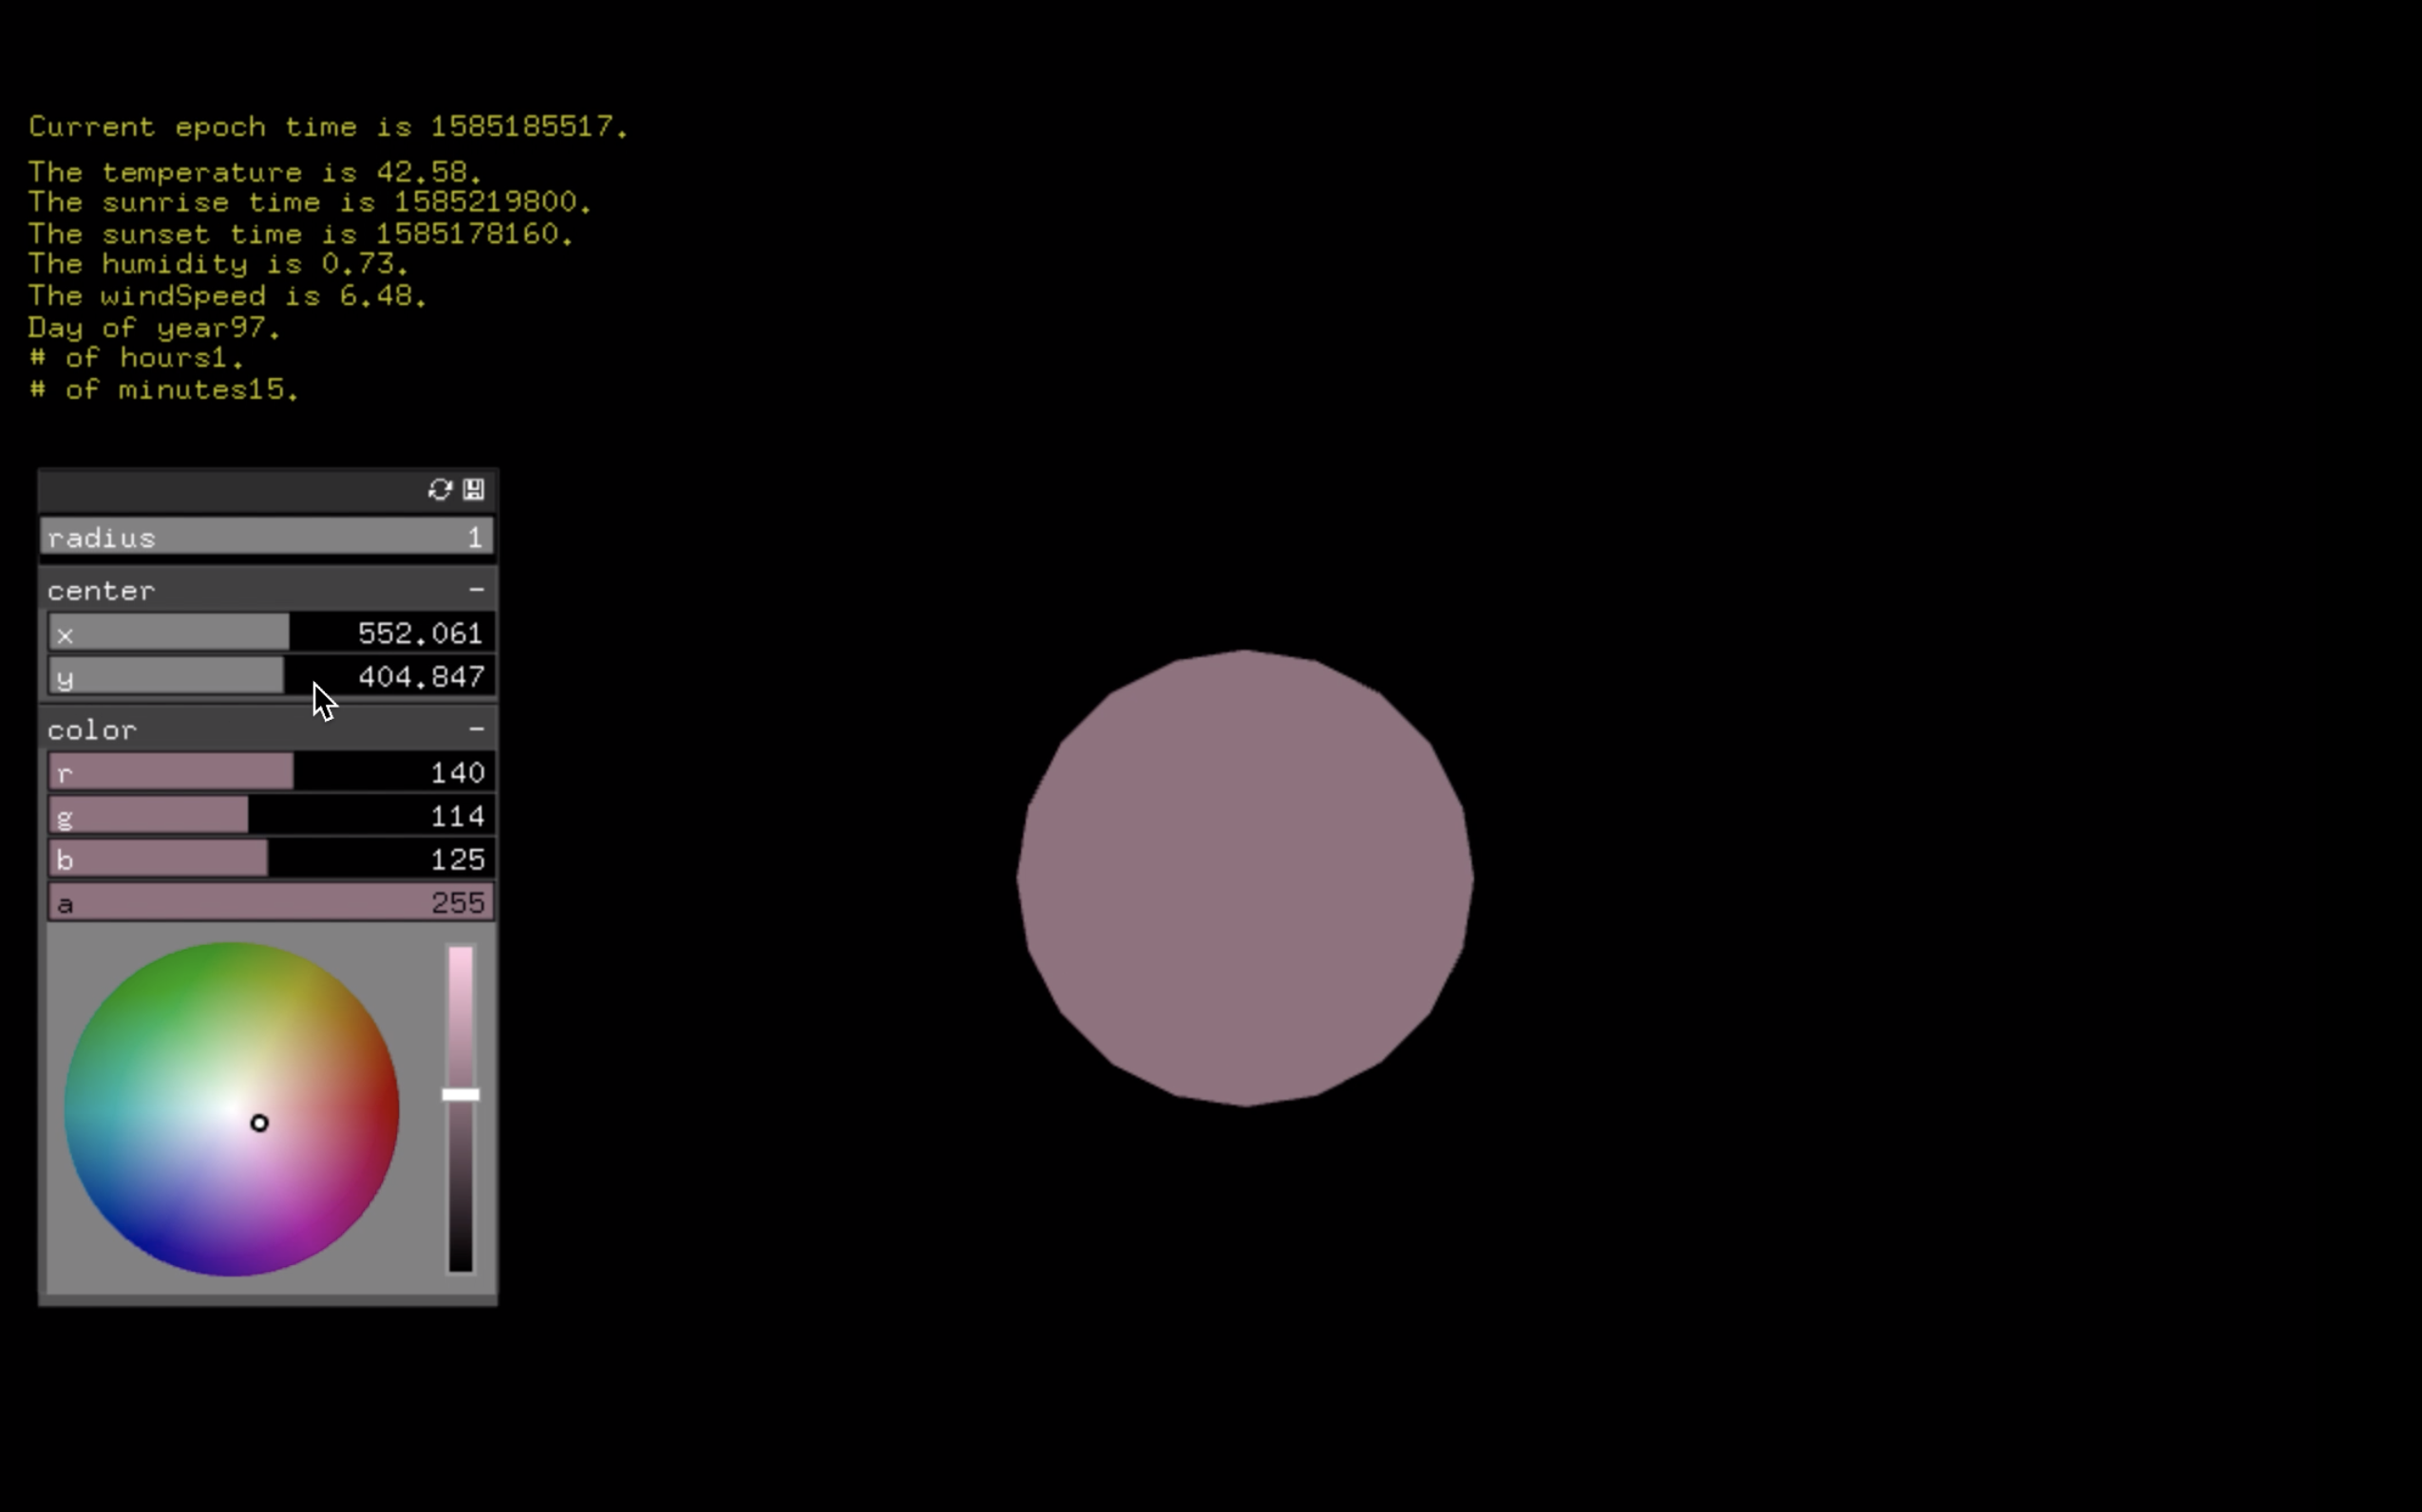 Current epoch time is 1585185517.
The temperature is 42.58.
The sunrise time is 1585219800.
The sunset time is 1585178160.
The humidity is 0.73.
The windSpeed is 6.48.
Day of year97.
# of hours1.
# of minutes15.
radius 1
center -
x 552.061
y 404.847
color -
r 140
g 114
b 125
a 255